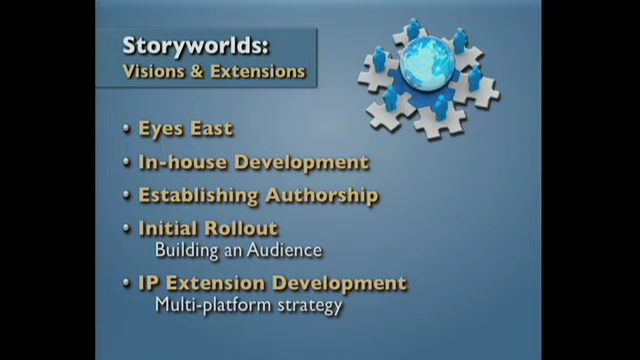 Storyworlds:
Visions & Extensions
• Eyes East
• In-house Development
• Establishing Authorship
• Initial Rollout
Building an Audience
• IP Extension Development
Multi-platform strategy